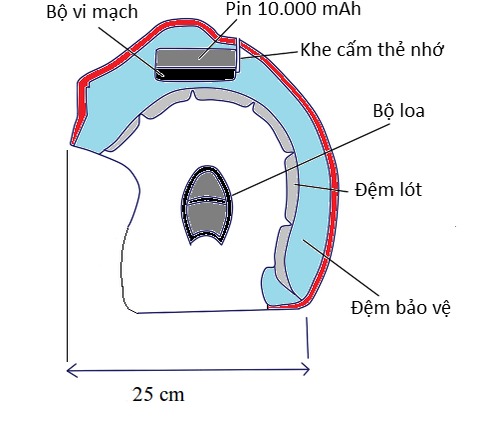 Bộ vi mạch
Pin 10.000 mAh
Khe cấm thẻ nhớ
Bộ loa
Đệm lót
Đệm bảo vệ
25 cm